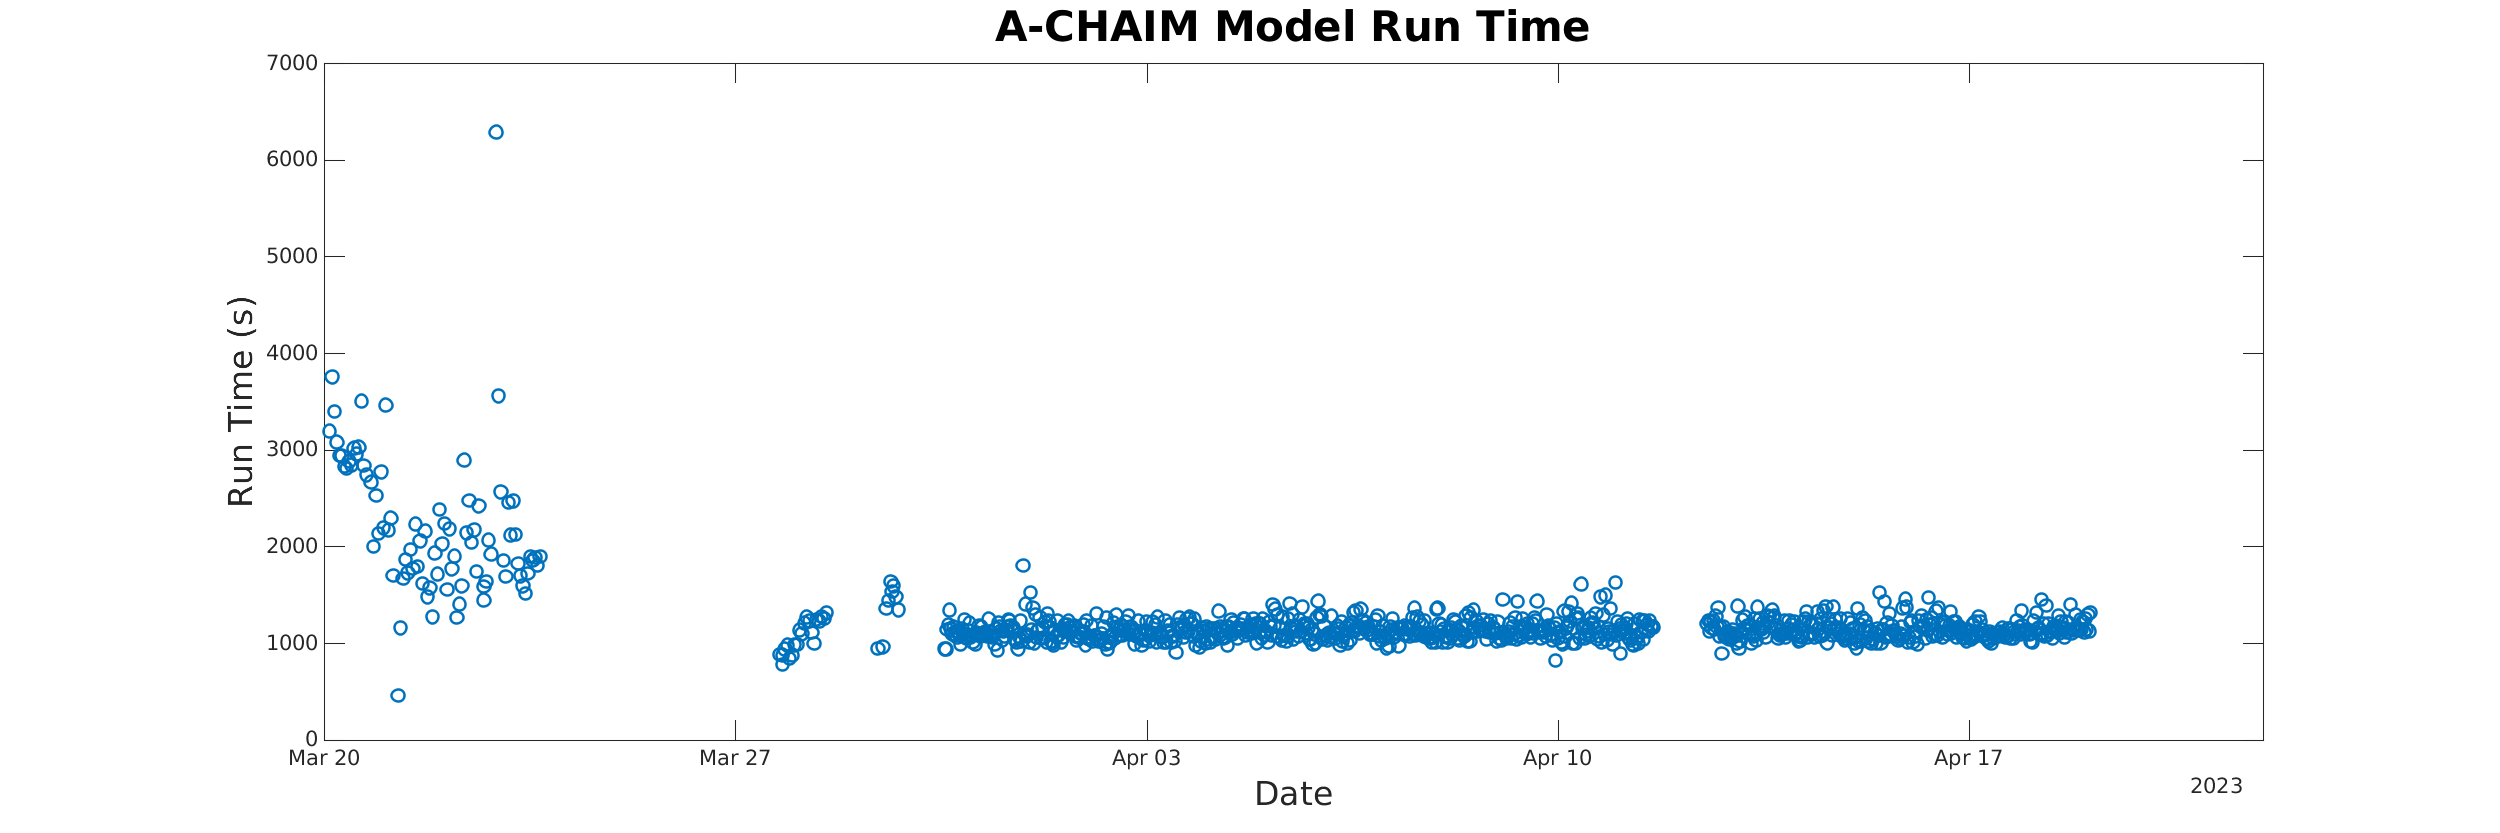 A-CHAIM Model Run Time
7000
6000
5000
4000
3000
2000
1000
0
Run Time (s)
Mar 20 Mar 27 Apr 03 Apr 10 Apr 17
2023
Date